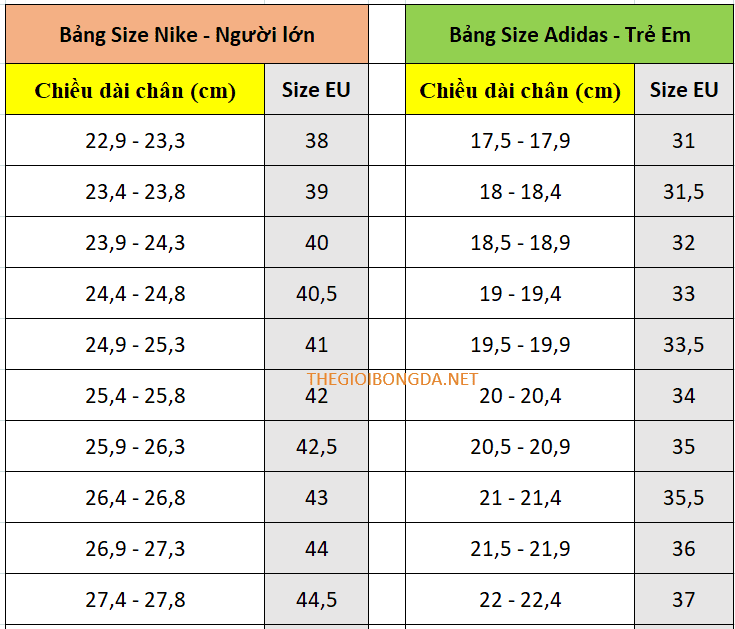 Bảng Size Nike - Người lớn Bảng Size Adidas - Trẻ Em
Chiều dài chân (cm) Size EU Chiều dài chân (cm) Size EU
22,9 - 23,3 38 17,5 - 17,9 31
23,4 - 23,8 39 18 - 18,4 31,5
23,9 - 24,3 40 18,5 - 18,9 32
24,4 - 24,8 40,5 19 - 19,4 33
24,9 - 25,3 41 19,5 - 19,9 33,5
THEGIOIBONGDA.NET
25,4 - 25,8 42 20 - 20,4 34
25,9 - 26,3 42,5 20,5 - 20,9 35
26,4 - 26,8 43 21 - 21,4 35,5
26,9 - 27,3 44 21,5 - 21,9 36
27,4 - 27,8 44,5 22 - 22,4 37